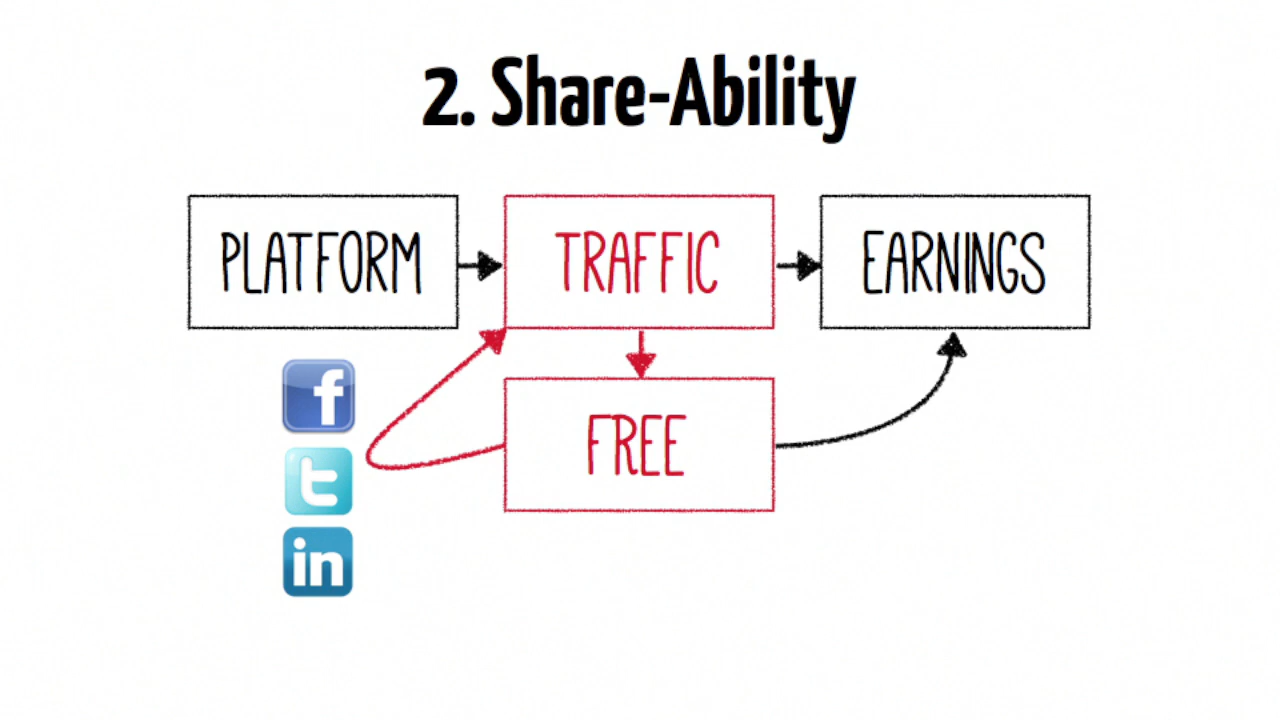 2. Share-Ability
PLATFORM
TRAFFIC
EARNINGS
f
FREE
t
in